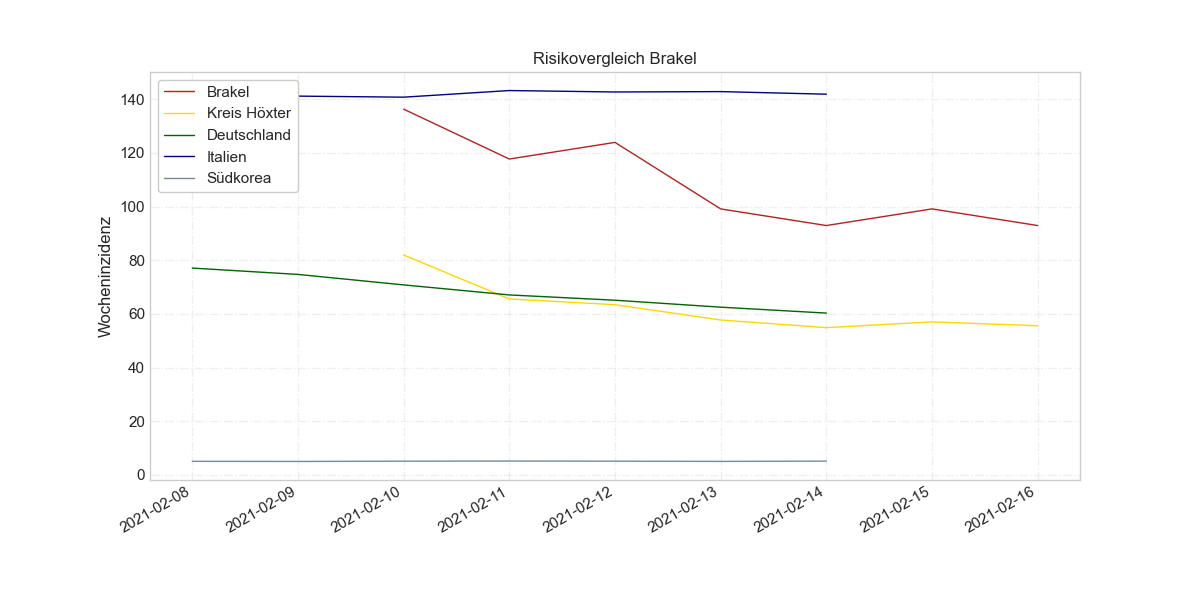 Risikovergleich Brakel
Wocheninzidenz
140
120
100
80
60
40
20
0
Brakel
Kreis Höxter
Deutschland
Italien
Südkorea
2021-02-08
2021-02-09
2021-02-10
2021-02-11
2021-02-12
2021-02-13
2021-02-14
2021-02-15
2021-02-16